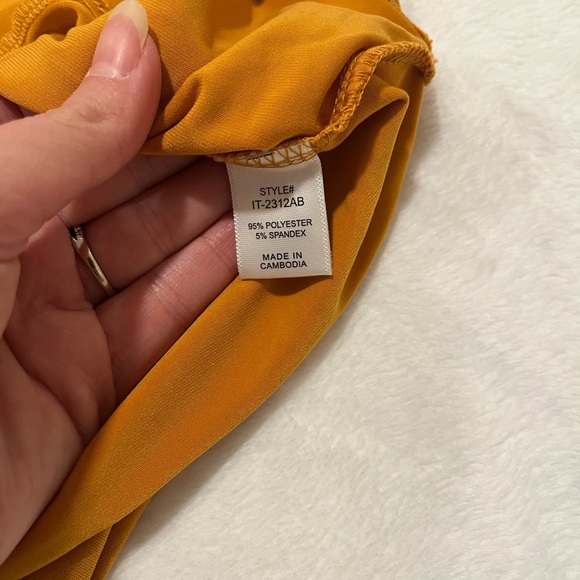 STYLE#
IT-2312AB
95% POLYESTER
5% SPANDEX
MADE IN
CAMBODIA